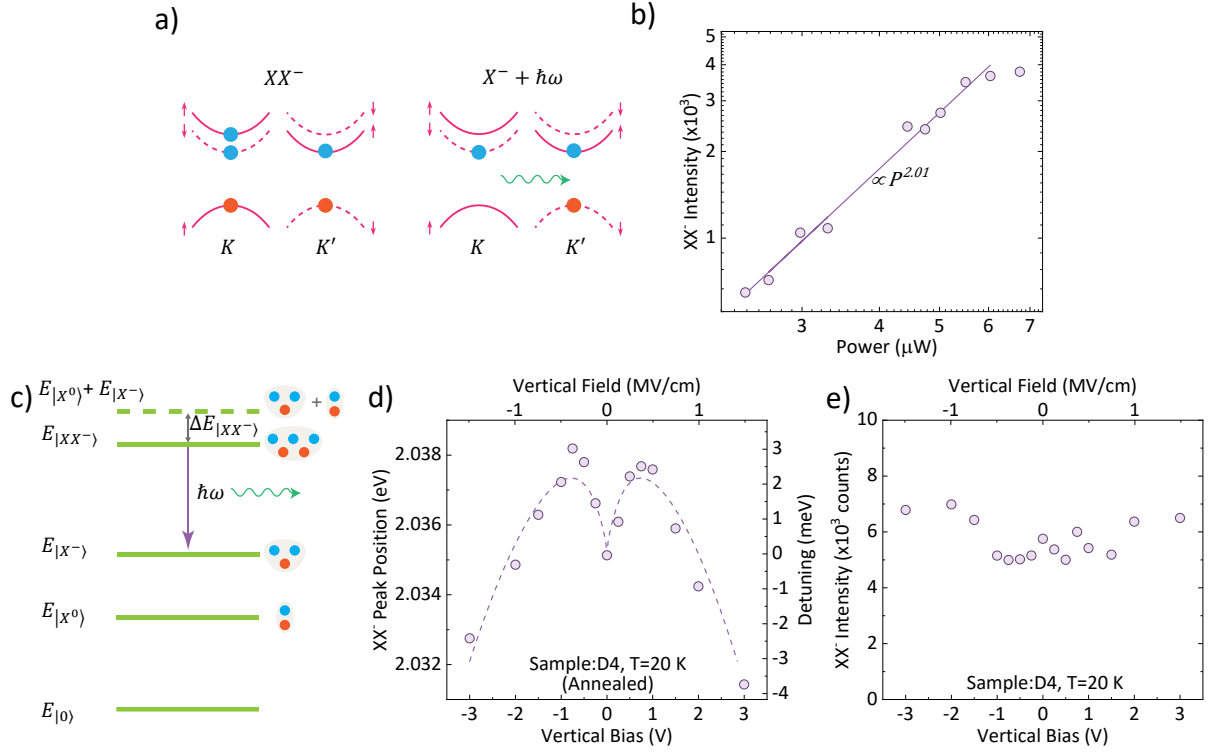 a)
XX⁻
X⁻ + ħω
K
K′
K
K′
b)
XX⁻ Intensity (x10³)
5
4
3
2
1
∝ P^2.01
3
4
5
6
7
Power (μW)
c)
E|X⁰⟩ + E|X⁻⟩
+
ΔE|XX⁻⟩
E|XX⁻⟩
ħω
E|X⁻⟩
E|X⁰⟩
E|0⟩
d)
Vertical Field (MV/cm)
-1 0 1
XX⁻ Peak Position (eV)
2.038
2.036
2.034
2.032
3
2
1
0
-1
-2
-3
-4
Detuning (meV)
Sample:D4, T=20 K
(Annealed)
-3 -2 -1 0 1 2 3
Vertical Bias (V)
e)
Vertical Field (MV/cm)
-1 0 1
XX⁻ Intensity (x10³ counts)
10
8
6
4
2
0
Sample:D4, T=20 K
-3 -2 -1 0 1 2 3
Vertical Bias (V)